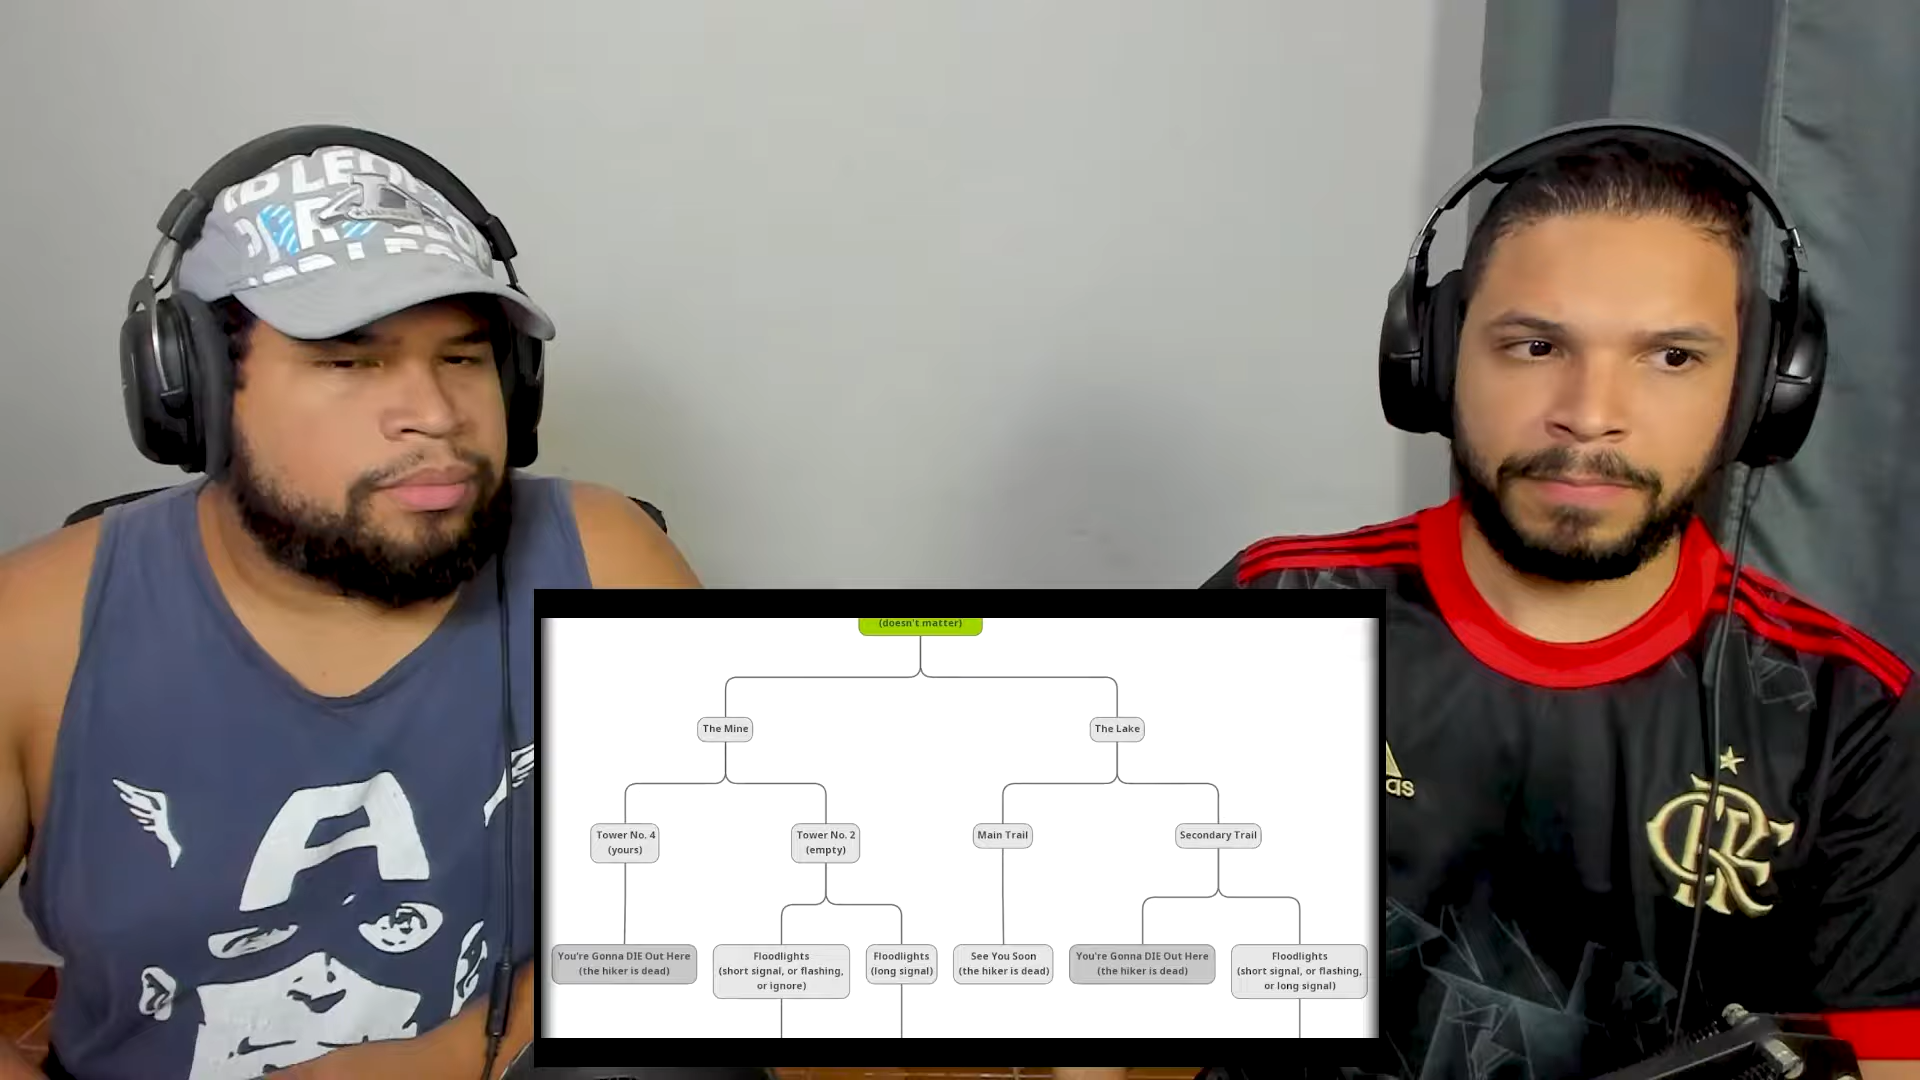 (doesn't matter)
The Mine
The Lake
Tower No. 4
(yours)
Tower No. 2
(empty)
Main Trail
Secondary Trail
You're Gonna DIE Out Here
(the hiker is dead)
Floodlights
(short signal, or flashing,
or ignore)
Floodlights
(long signal)
See You Soon
(the hiker is dead)
You're Gonna DIE Out Here
(the hiker is dead)
Floodlights
(short signal, or flashing,
or long signal)
A
das
CRF